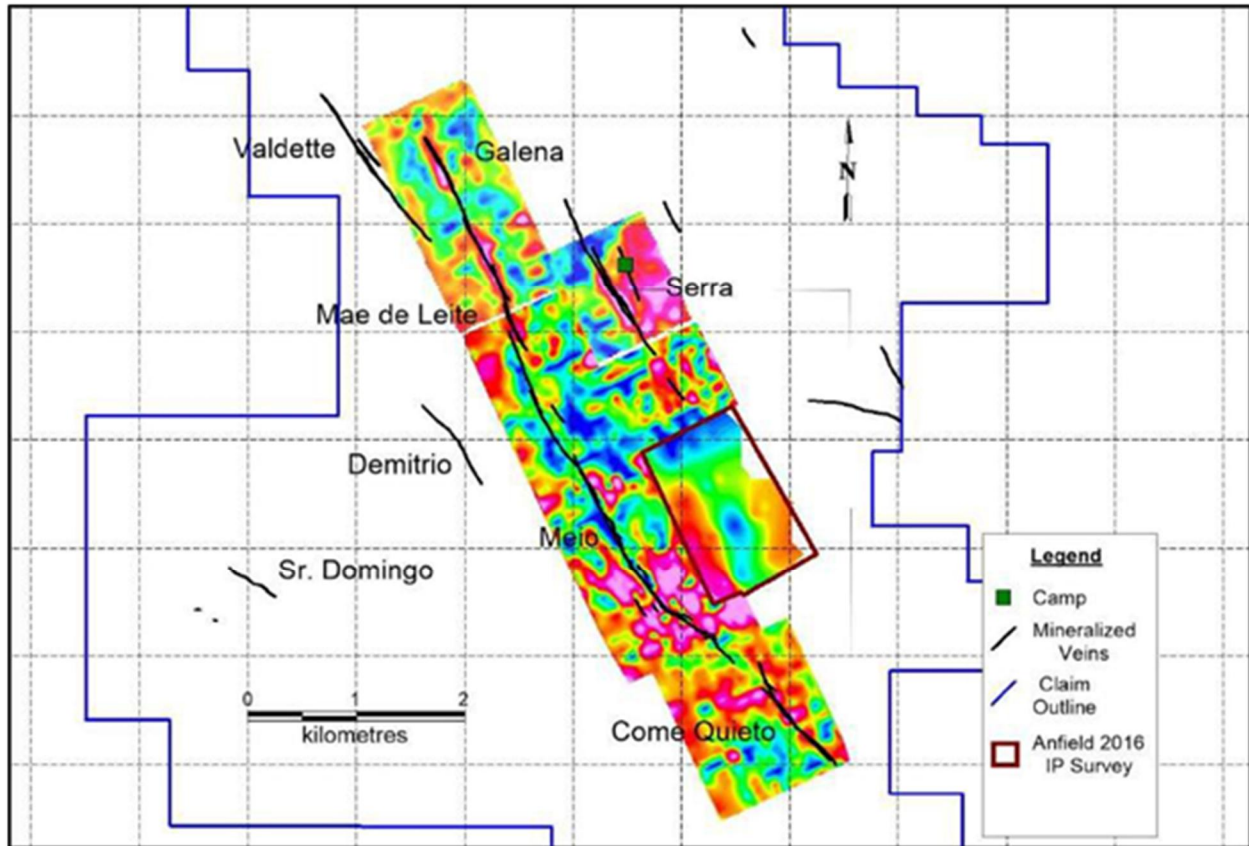 Valdette
Galena
N
Serra
Mae de Leite
Demitrio
Meio
Sr. Domingo
Come Quieto
0 1 2
kilometres
Legend
Camp
Mineralized
Veins
Claim
Outline
Anfield 2016
IP Survey